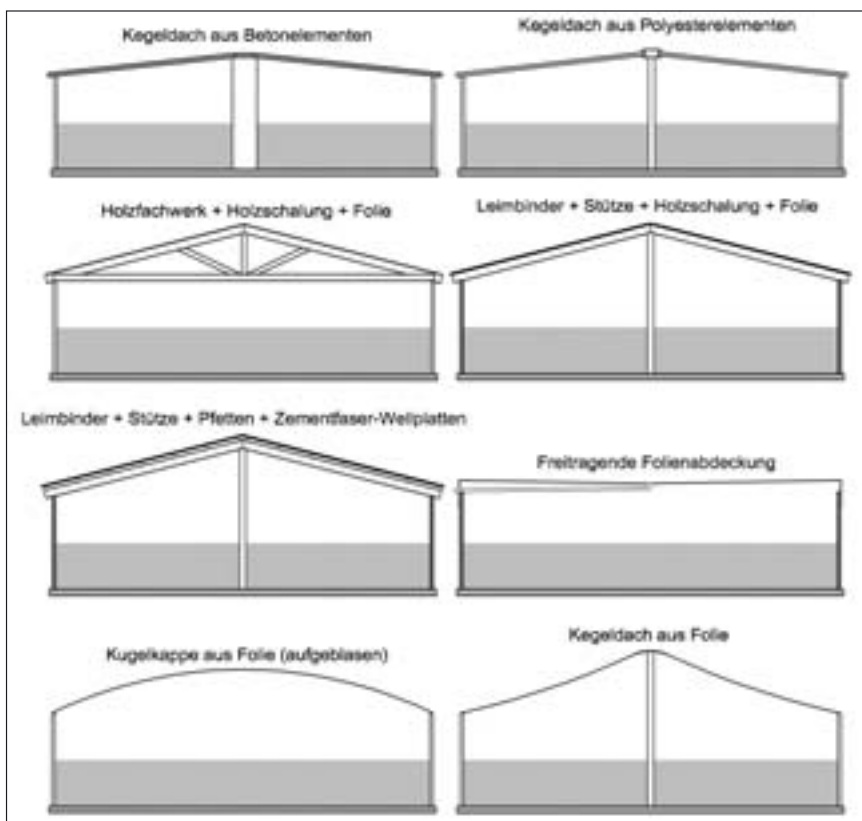 Kegeldach aus Betonelementen
Kegeldach aus Polyesterelementen
Holzfachwerk + Holzschalung + Folie
Leimbinder + Stütze + Holzschalung + Folie
Leimbinder + Stütze + Pfetten + Zementfaser-Wellplatten
Freitragende Folienabdeckung
Kugelkappe aus Folie (aufgeblasen)
Kegeldach aus Folie